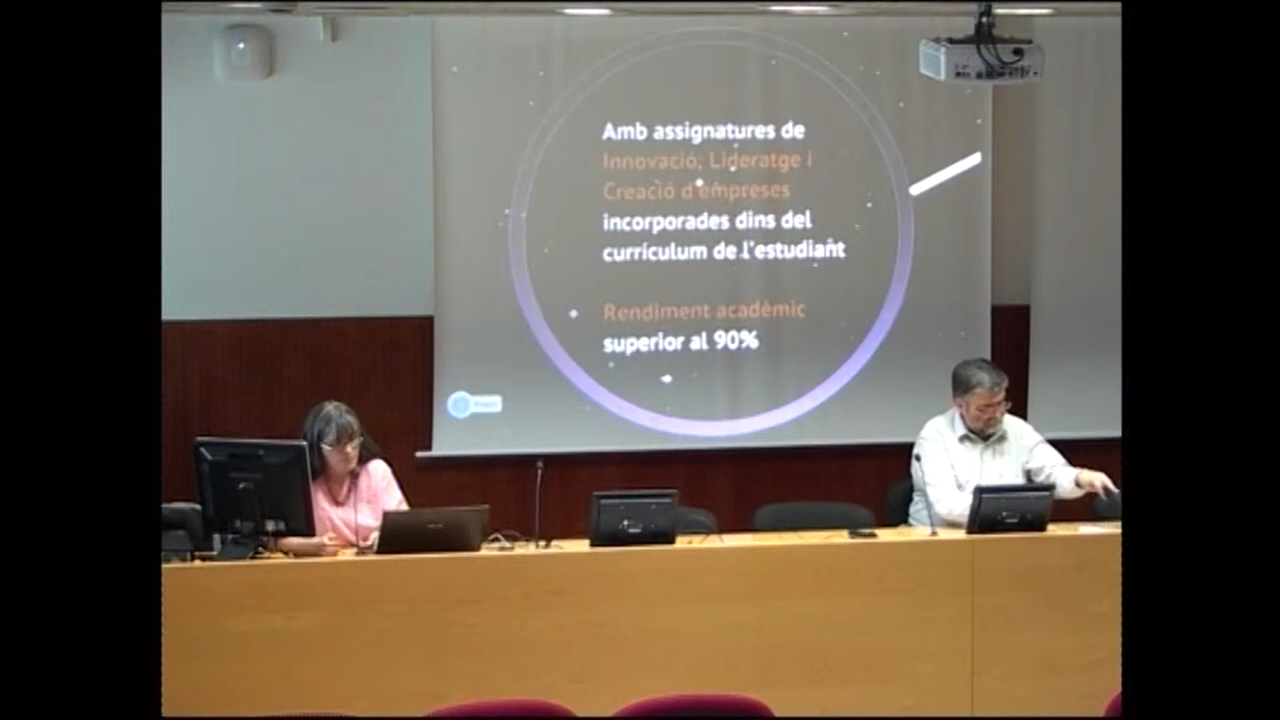 Amb assignatures de
Innovació, Lideratge i
Creació d'empreses
incorporades dins del
currículum de l'estudiant
Rendiment acadèmic
superior al 90%